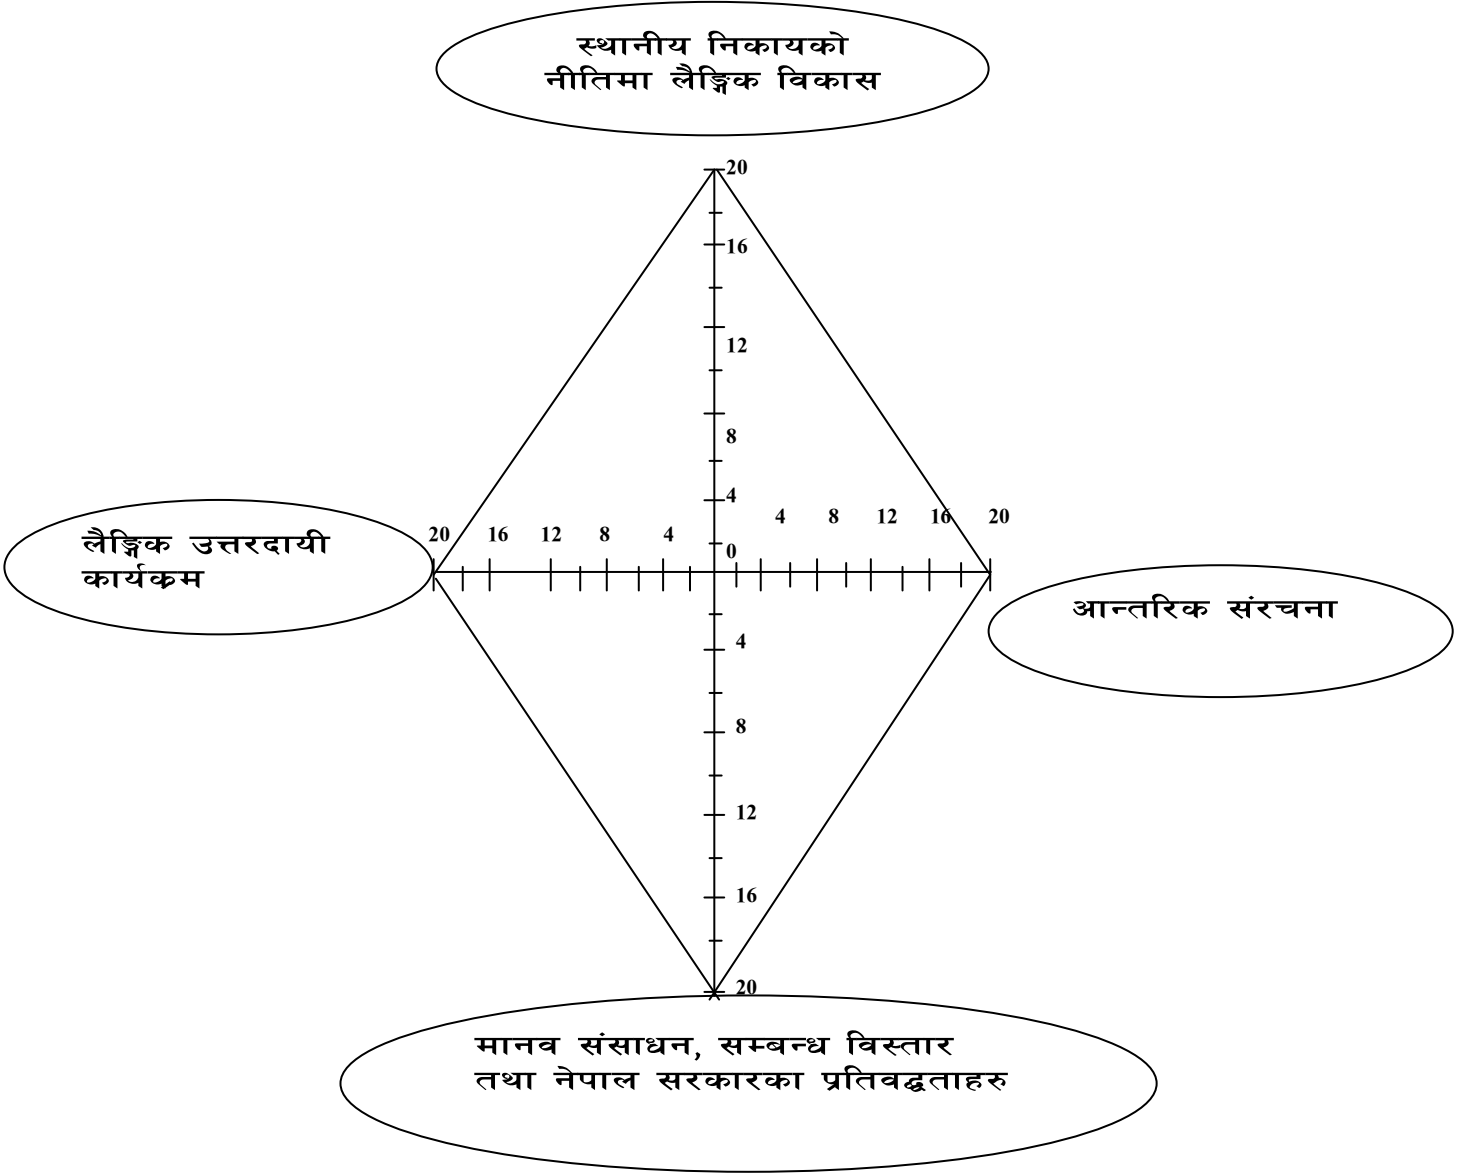 स्थानीय निकायको
नीतिमा लैङ्गिक विकास
20
16
12
8
4
0
20 16 12 8 4
4 8 12 16 20
लैङ्गिक उत्तरदायी
कार्यक्रम
आन्तरिक संरचना
4
8
12
16
20
मानव संसाधन, सम्बन्ध विस्तार
तथा नेपाल सरकारका प्रतिवद्धताहरु